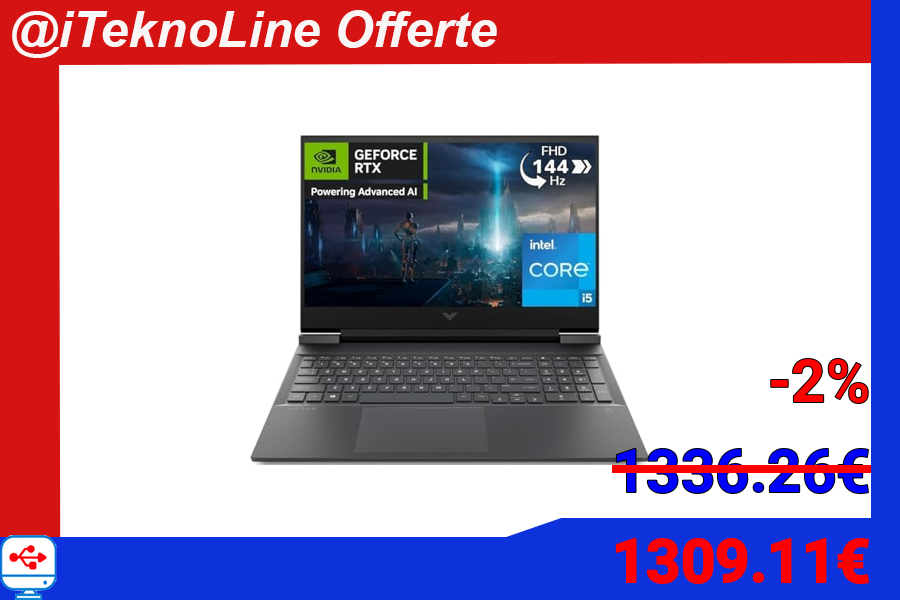 @iTeknoLine Offerte
NVIDIA
GEFORCE
RTX
Powering Advanced AI
FHD
144
Hz
intel.
CORE
i5
-2%
1336.26€
1309.11€